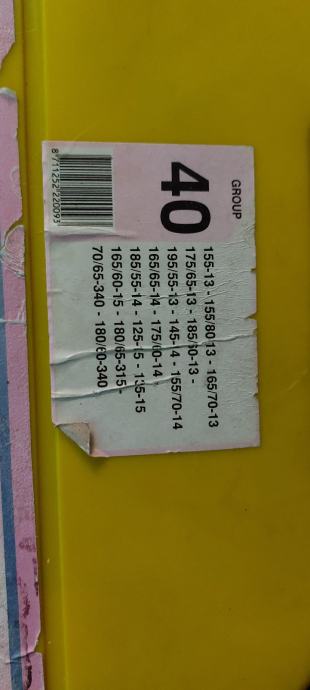 GROUP
40
155-13 - 155/80 13 - 165/70-13
175/65-13 - 185/60-13 -
195/55-13 - 145-14 - 155/70-14
165/65-14 - 175/60-14 -
185/55-14 - 125-15 - 135-15
165/60-15 - 180/65-315 -
70/65-340 - 180/60-340
8711252220093